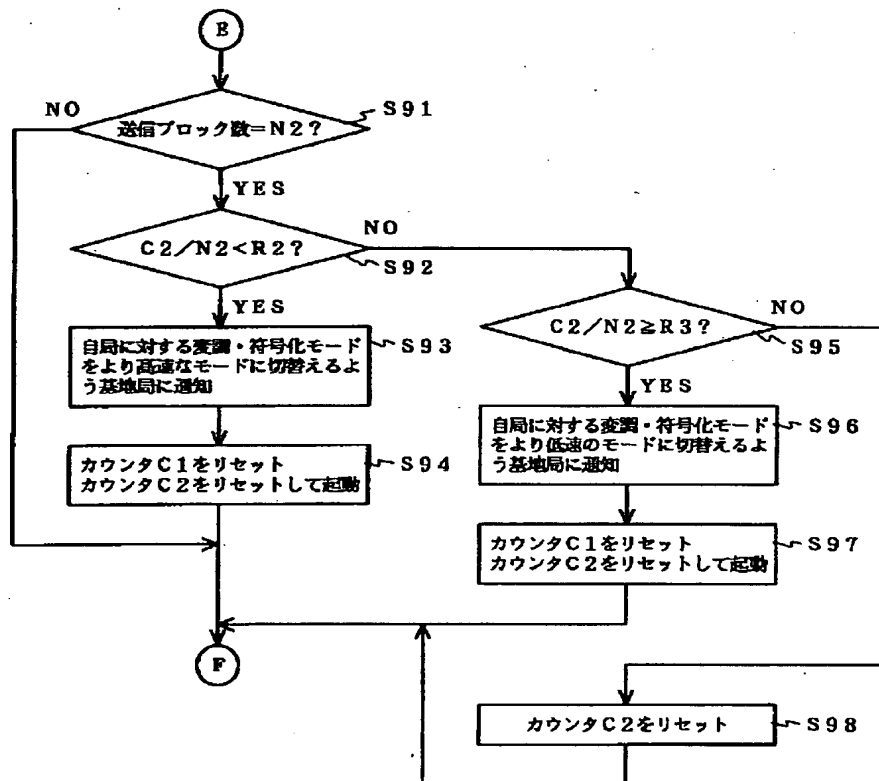 E
NO
送信ブロック数=N2?
S91
YES
C2/N2<R2?
NO
S92
YES
自局に対する変調・符号化モード
をより高速なモードに切替えるよ
う基地局に通知
S93
カウンタC1をリセット
カウンタC2をリセットして起動
S94
C2/N2≧R3?
NO
S95
YES
自局に対する変調・符号化モード
をより低速のモードに切替えるよ
う基地局に通知
S96
カウンタC1をリセット
カウンタC2をリセットして起動
S97
F
カウンタC2をリセット
S98